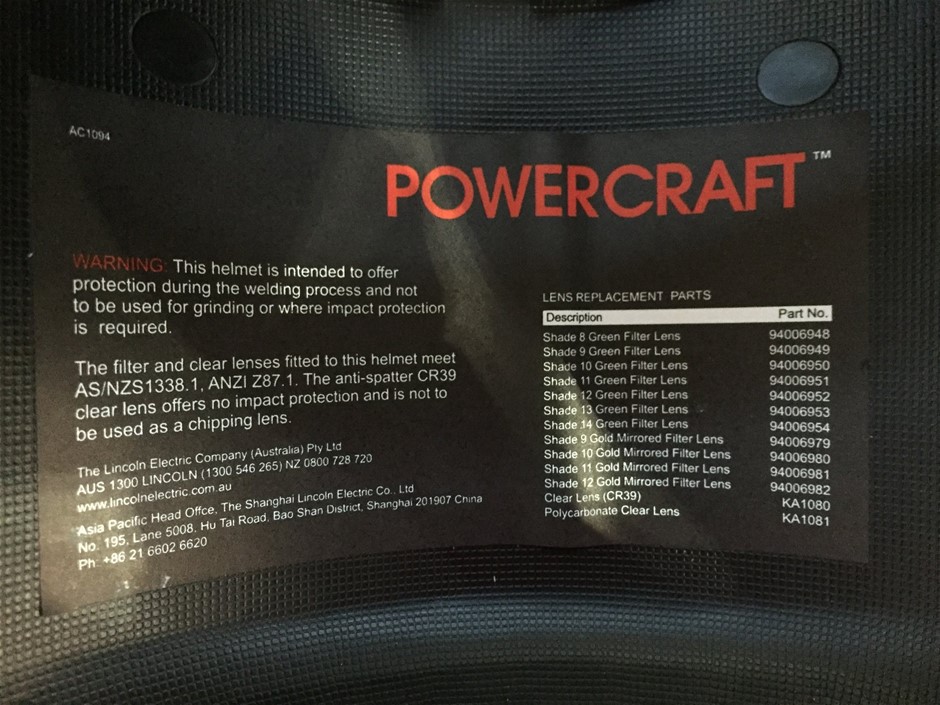 AC1094
POWERCRAFT™
WARNING: This helmet is intended to offer
protection during the welding process and not
to be used for grinding or where impact protection
is required.
The filter and clear lenses fitted to this helmet meet
AS/NZS1338.1, ANZI Z87.1. The anti-spatter CR39
clear lens offers no impact protection and is not to
be used as a chipping lens.
The Lincoln Electric Company (Australia) Pty Ltd
AUS 1300 LINCOLN (1300 546 265) NZ 0800 728 720
www.lincolnelectric.com.au
Asia Pacific Head Offce, The Shanghai Lincoln Electric Co., Ltd
No. 195, Lane 5008, Hu Tai Road, Bao Shan District, Shanghai 201907 China
Ph: +86 21 6602 6620
LENS REPLACEMENT PARTS
Description Part No.
Shade 8 Green Filter Lens 94006948
Shade 9 Green Filter Lens 94006949
Shade 10 Green Filter Lens 94006950
Shade 11 Green Filter Lens 94006951
Shade 12 Green Filter Lens 94006952
Shade 13 Green Filter Lens 94006953
Shade 14 Green Filter Lens 94006954
Shade 9 Gold Mirrored Filter Lens 94006979
Shade 10 Gold Mirrored Filter Lens 94006980
Shade 11 Gold Mirrored Filter Lens 94006981
Shade 12 Gold Mirrored Filter Lens 94006982
Clear Lens (CR39) KA1080
Polycarbonate Clear Lens KA1081